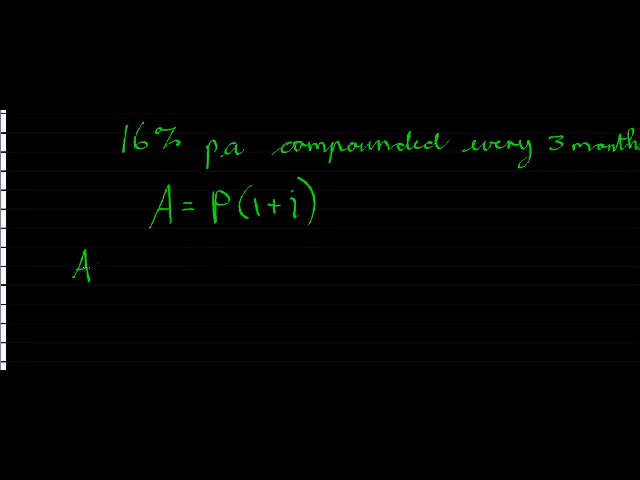 16% p.a compounded every 3 month
A = P(1+i)
A